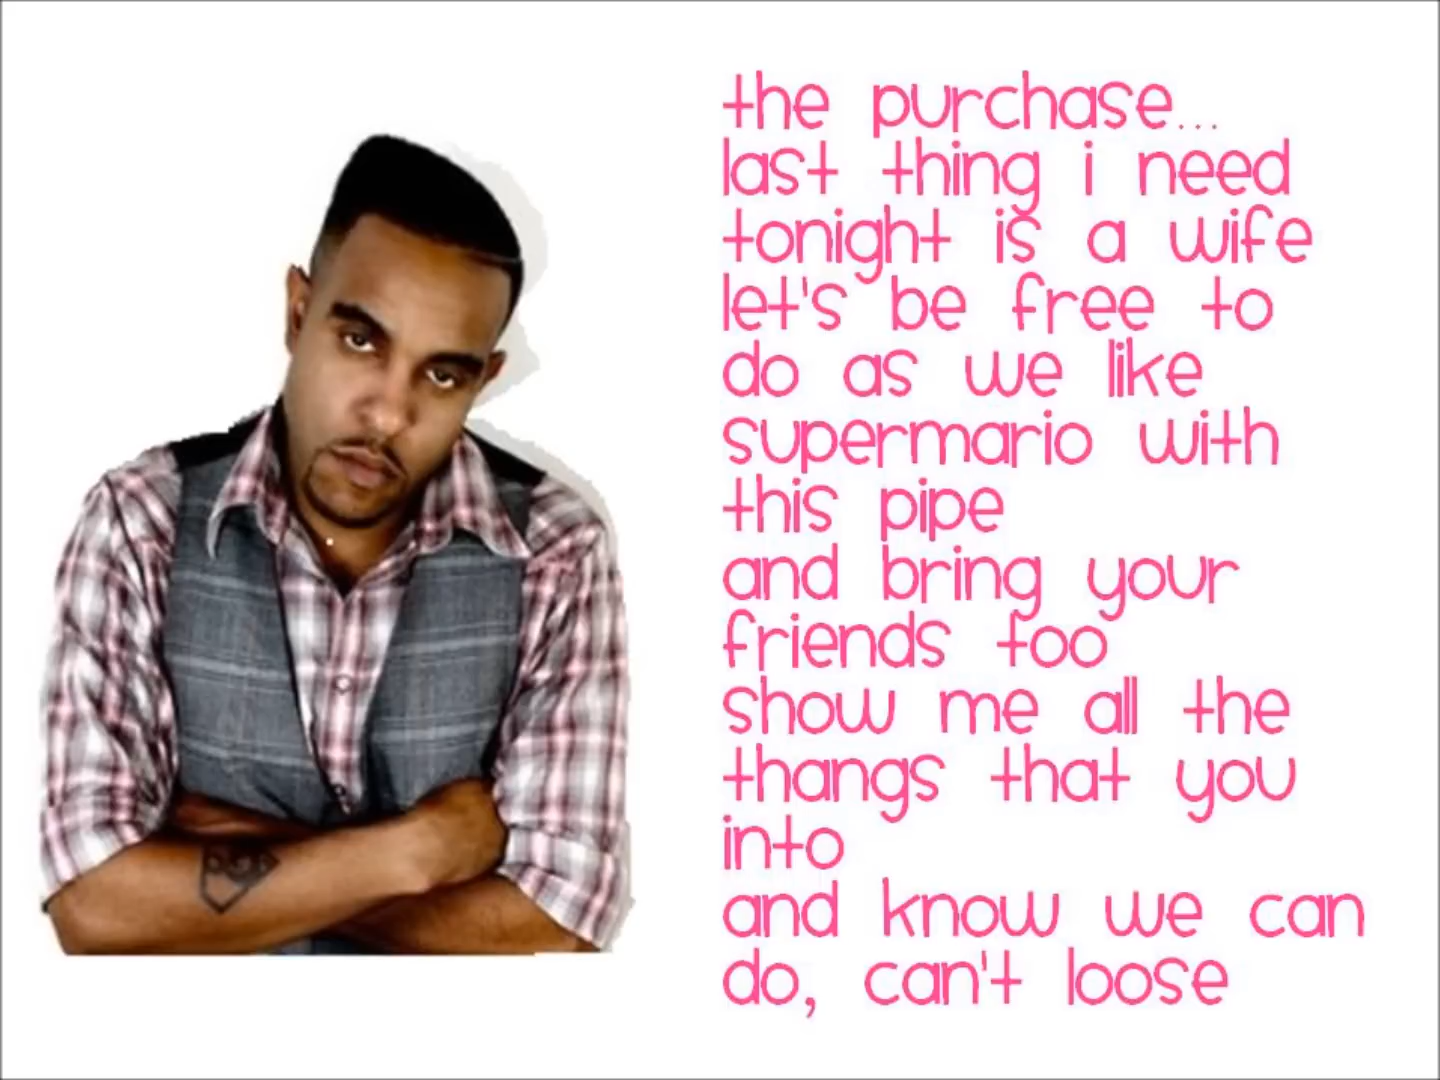 the purchase...
last thing i need
tonight is a wife
let's be free to
do as we like
supermario with
this pipe
and bring your
friends too
show me all the
thangs that you
into
and know we can
do, can't loose